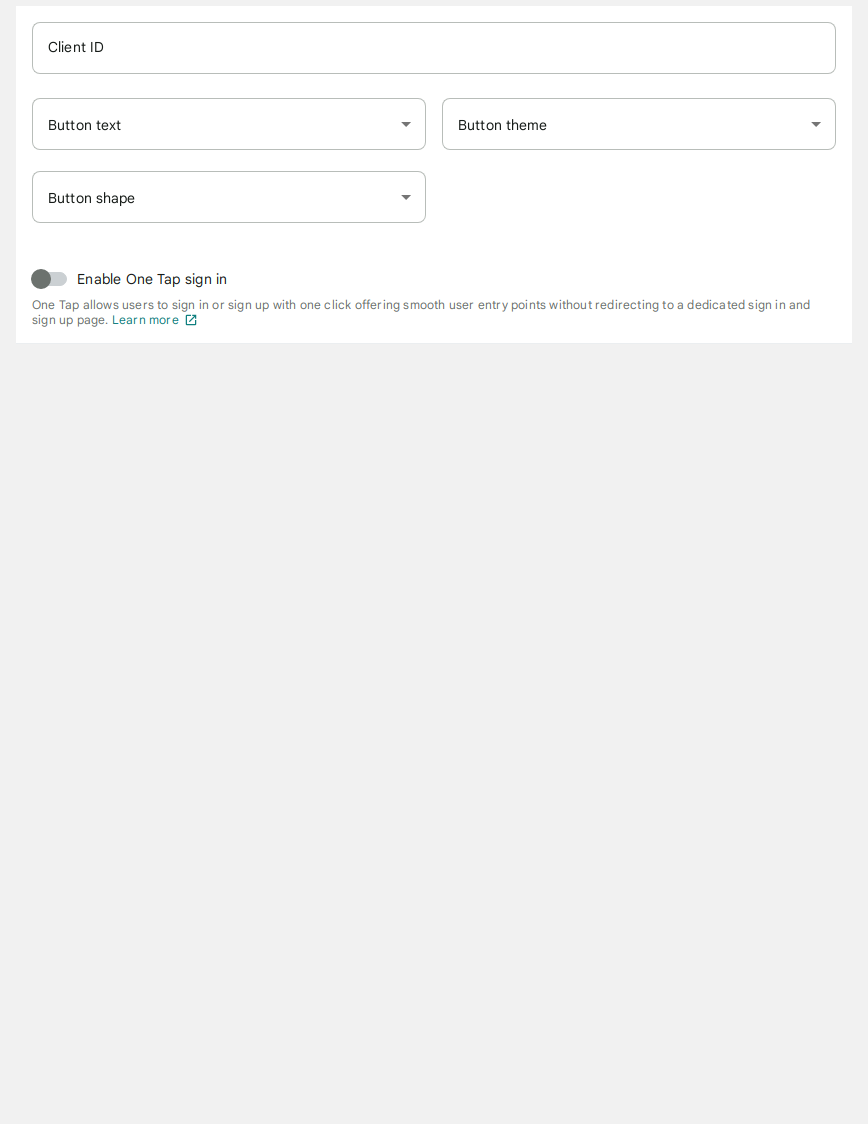 Client ID
Button text
Button theme
Button shape
Enable One Tap sign in
One Tap allows users to sign in or sign up with one click offering smooth user entry points without redirecting to a dedicated sign in and
sign up page. Learn more